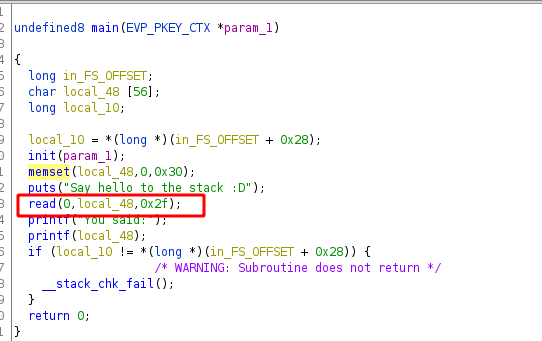 1
2 undefined8 main(EVP_PKEY_CTX *param_1)
3
4 {
5 long in_FS_OFFSET;
6 char local_48 [56];
7 long local_10;
8
9 local_10 = *(long *)(in_FS_OFFSET + 0x28);
0 init(param_1);
1 memset(local_48,0,0x30);
2 puts("Say hello to the stack :D");
3 read(0,local_48,0x2f);
4 printf("You said:");
5 printf(local_48);
6 if (local_10 != *(long *)(in_FS_OFFSET + 0x28)) {
7 /* WARNING: Subroutine does not return */
8 __stack_chk_fail();
9 }
0 return 0;
1 }